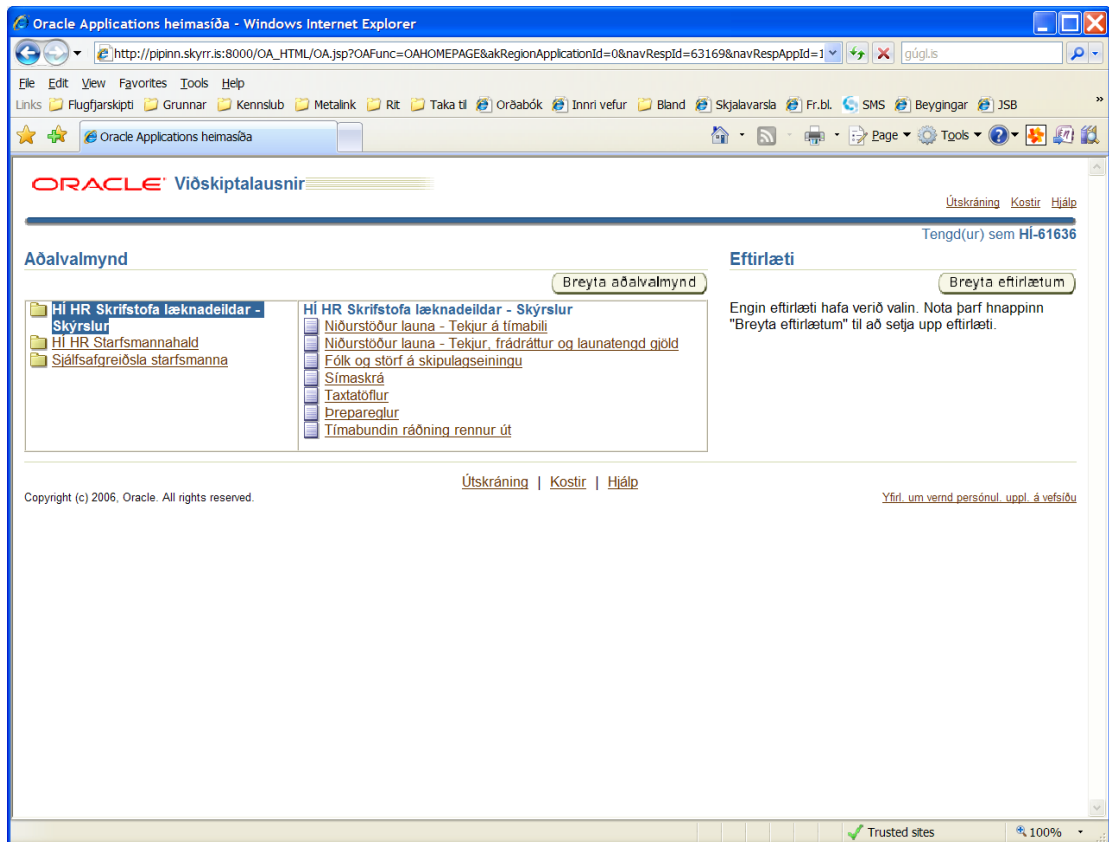 Oracle Applications heimasíða - Windows Internet Explorer
http://pipinn.skyrr.is:8000/OA_HTML/OA.jsp?OAFunc=OAHOMEPAGE&akRegionApplicationId=0&navRespId=63169&navRespAppId=1
gúgl.is
File Edit View Favorites Tools Help
Links Flugfjarskipti Grunnar Kennslub Metalink Rit Taka til Orðabók Innri vefur Bland Skjalavarsla Fr.bl. SMS Beygingar JSB »
Oracle Applications heimasíða
Page Tools
ORACLE Viðskiptalausnir
Útskráning Kostir Hjálp
Tengd(ur) sem HÍ-61636
Aðalvalmynd
Breyta aðalvalmynd
HÍ HR Skrifstofa læknadeildar -
Skýrslur
HÍ HR Starfsmannahald
Sjálfsafgreiðsla starfsmanna
HÍ HR Skrifstofa læknadeildar - Skýrslur
Niðurstöður launa - Tekjur á tímabili
Niðurstöður launa - Tekjur, frádráttur og launatengd gjöld
Fólk og störf á skipulagseiningu
Símaskrá
Taxtatöflur
Þrepareglur
Tímabundin ráðning rennur út
Eftirlæti
Breyta eftirlætum
Engin eftirlæti hafa verið valin. Nota þarf hnappinn
"Breyta eftirlætum" til að setja upp eftirlæti.
Útskráning | Kostir | Hjálp
Copyright (c) 2006, Oracle. All rights reserved.
Yfirl. um vernd persónul. uppl. á vefsíðu
Trusted sites
100%